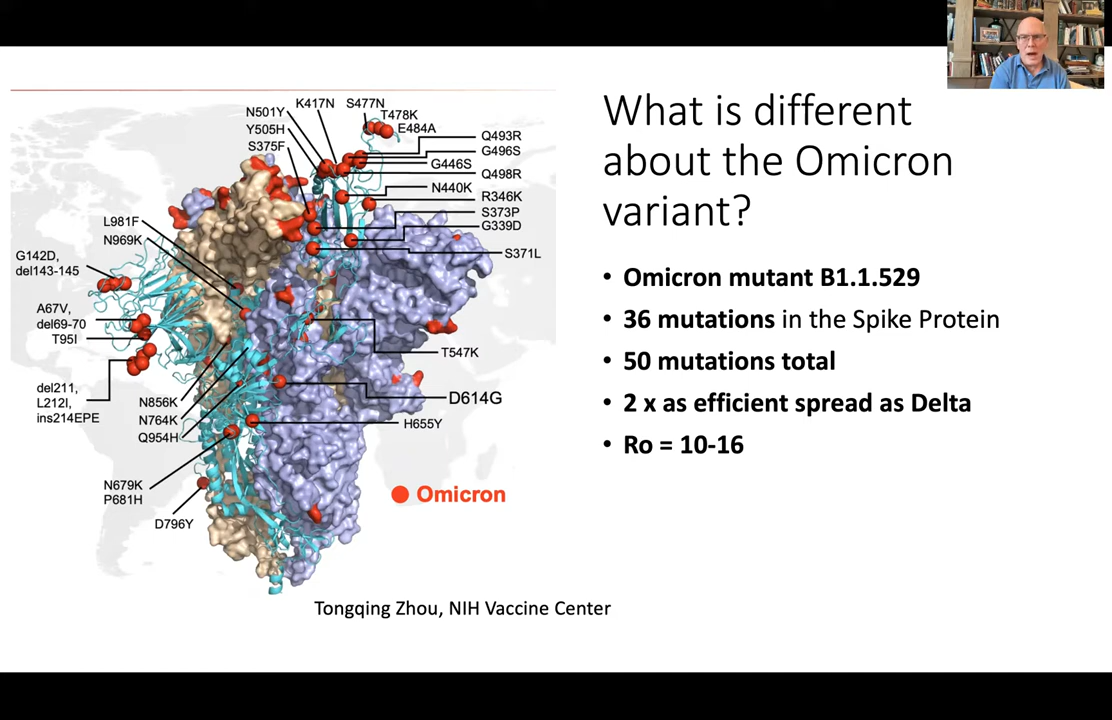 What is different
about the Omicron
variant?
• Omicron mutant B1.1.529
• 36 mutations in the Spike Protein
• 50 mutations total
• 2 x as efficient spread as Delta
• Ro = 10-16
K417N
S477N
N501Y
T478K
Y505H
E484A
S375F
Q493R
G496S
G446S
Q498R
N440K
R346K
S373P
G339D
S371L
L981F
N969K
G142D,
del143-145
A67V,
del69-70
T95I
del211,
L212I,
ins214EPE
T547K
N856K
D614G
N764K
H655Y
Q954H
N679K
P681H
D796Y
Omicron
Tongqing Zhou, NIH Vaccine Center